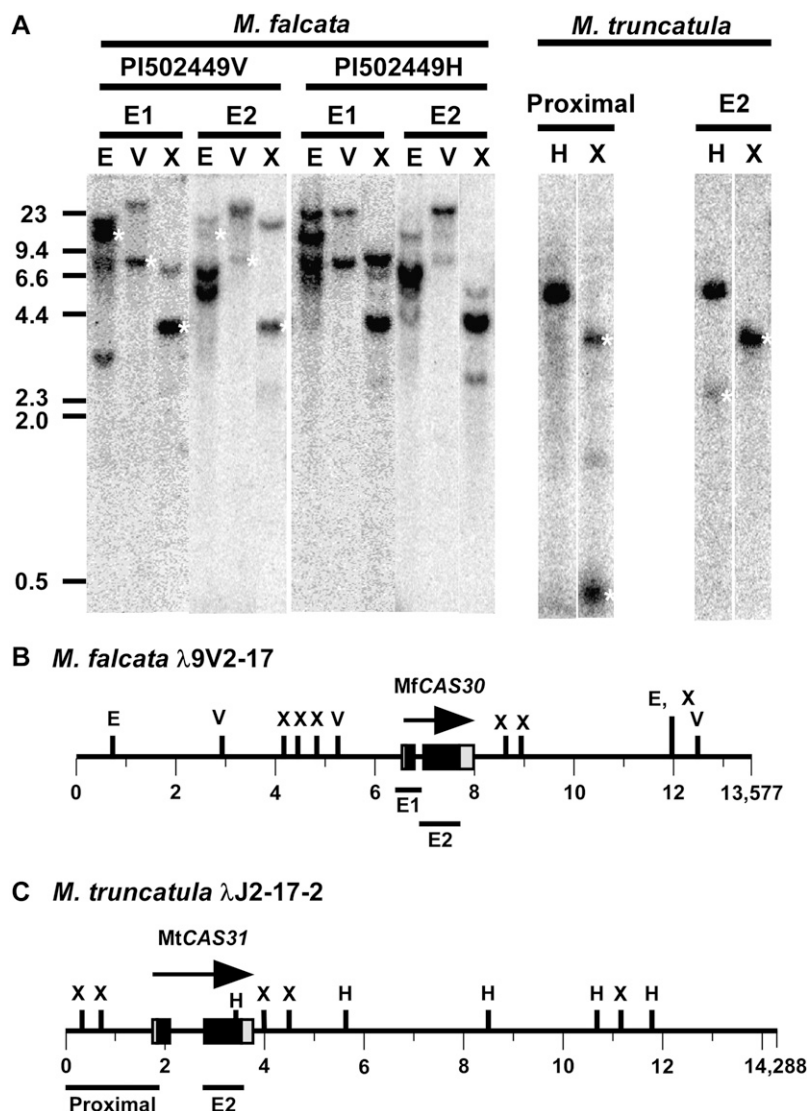 A
M. falcata
M. truncatula
PI502449V
PI502449H
E1
E2
E1
E2
Proximal
E2
E V X E V X E V X E V X H X H X
23
9.4
6.6
4.4
2.3
2.0
0.5
* * * * * * * * * *
B M. falcata λ9V2-17
MfCAS30
E V X X X V X X E, X V
0 2 4 6 8 10 12 13,577
E1
E2
C M. truncatula λJ2-17-2
MtCAS31
X X H X X H H H X H
0 2 4 6 8 10 12 14,288
Proximal E2